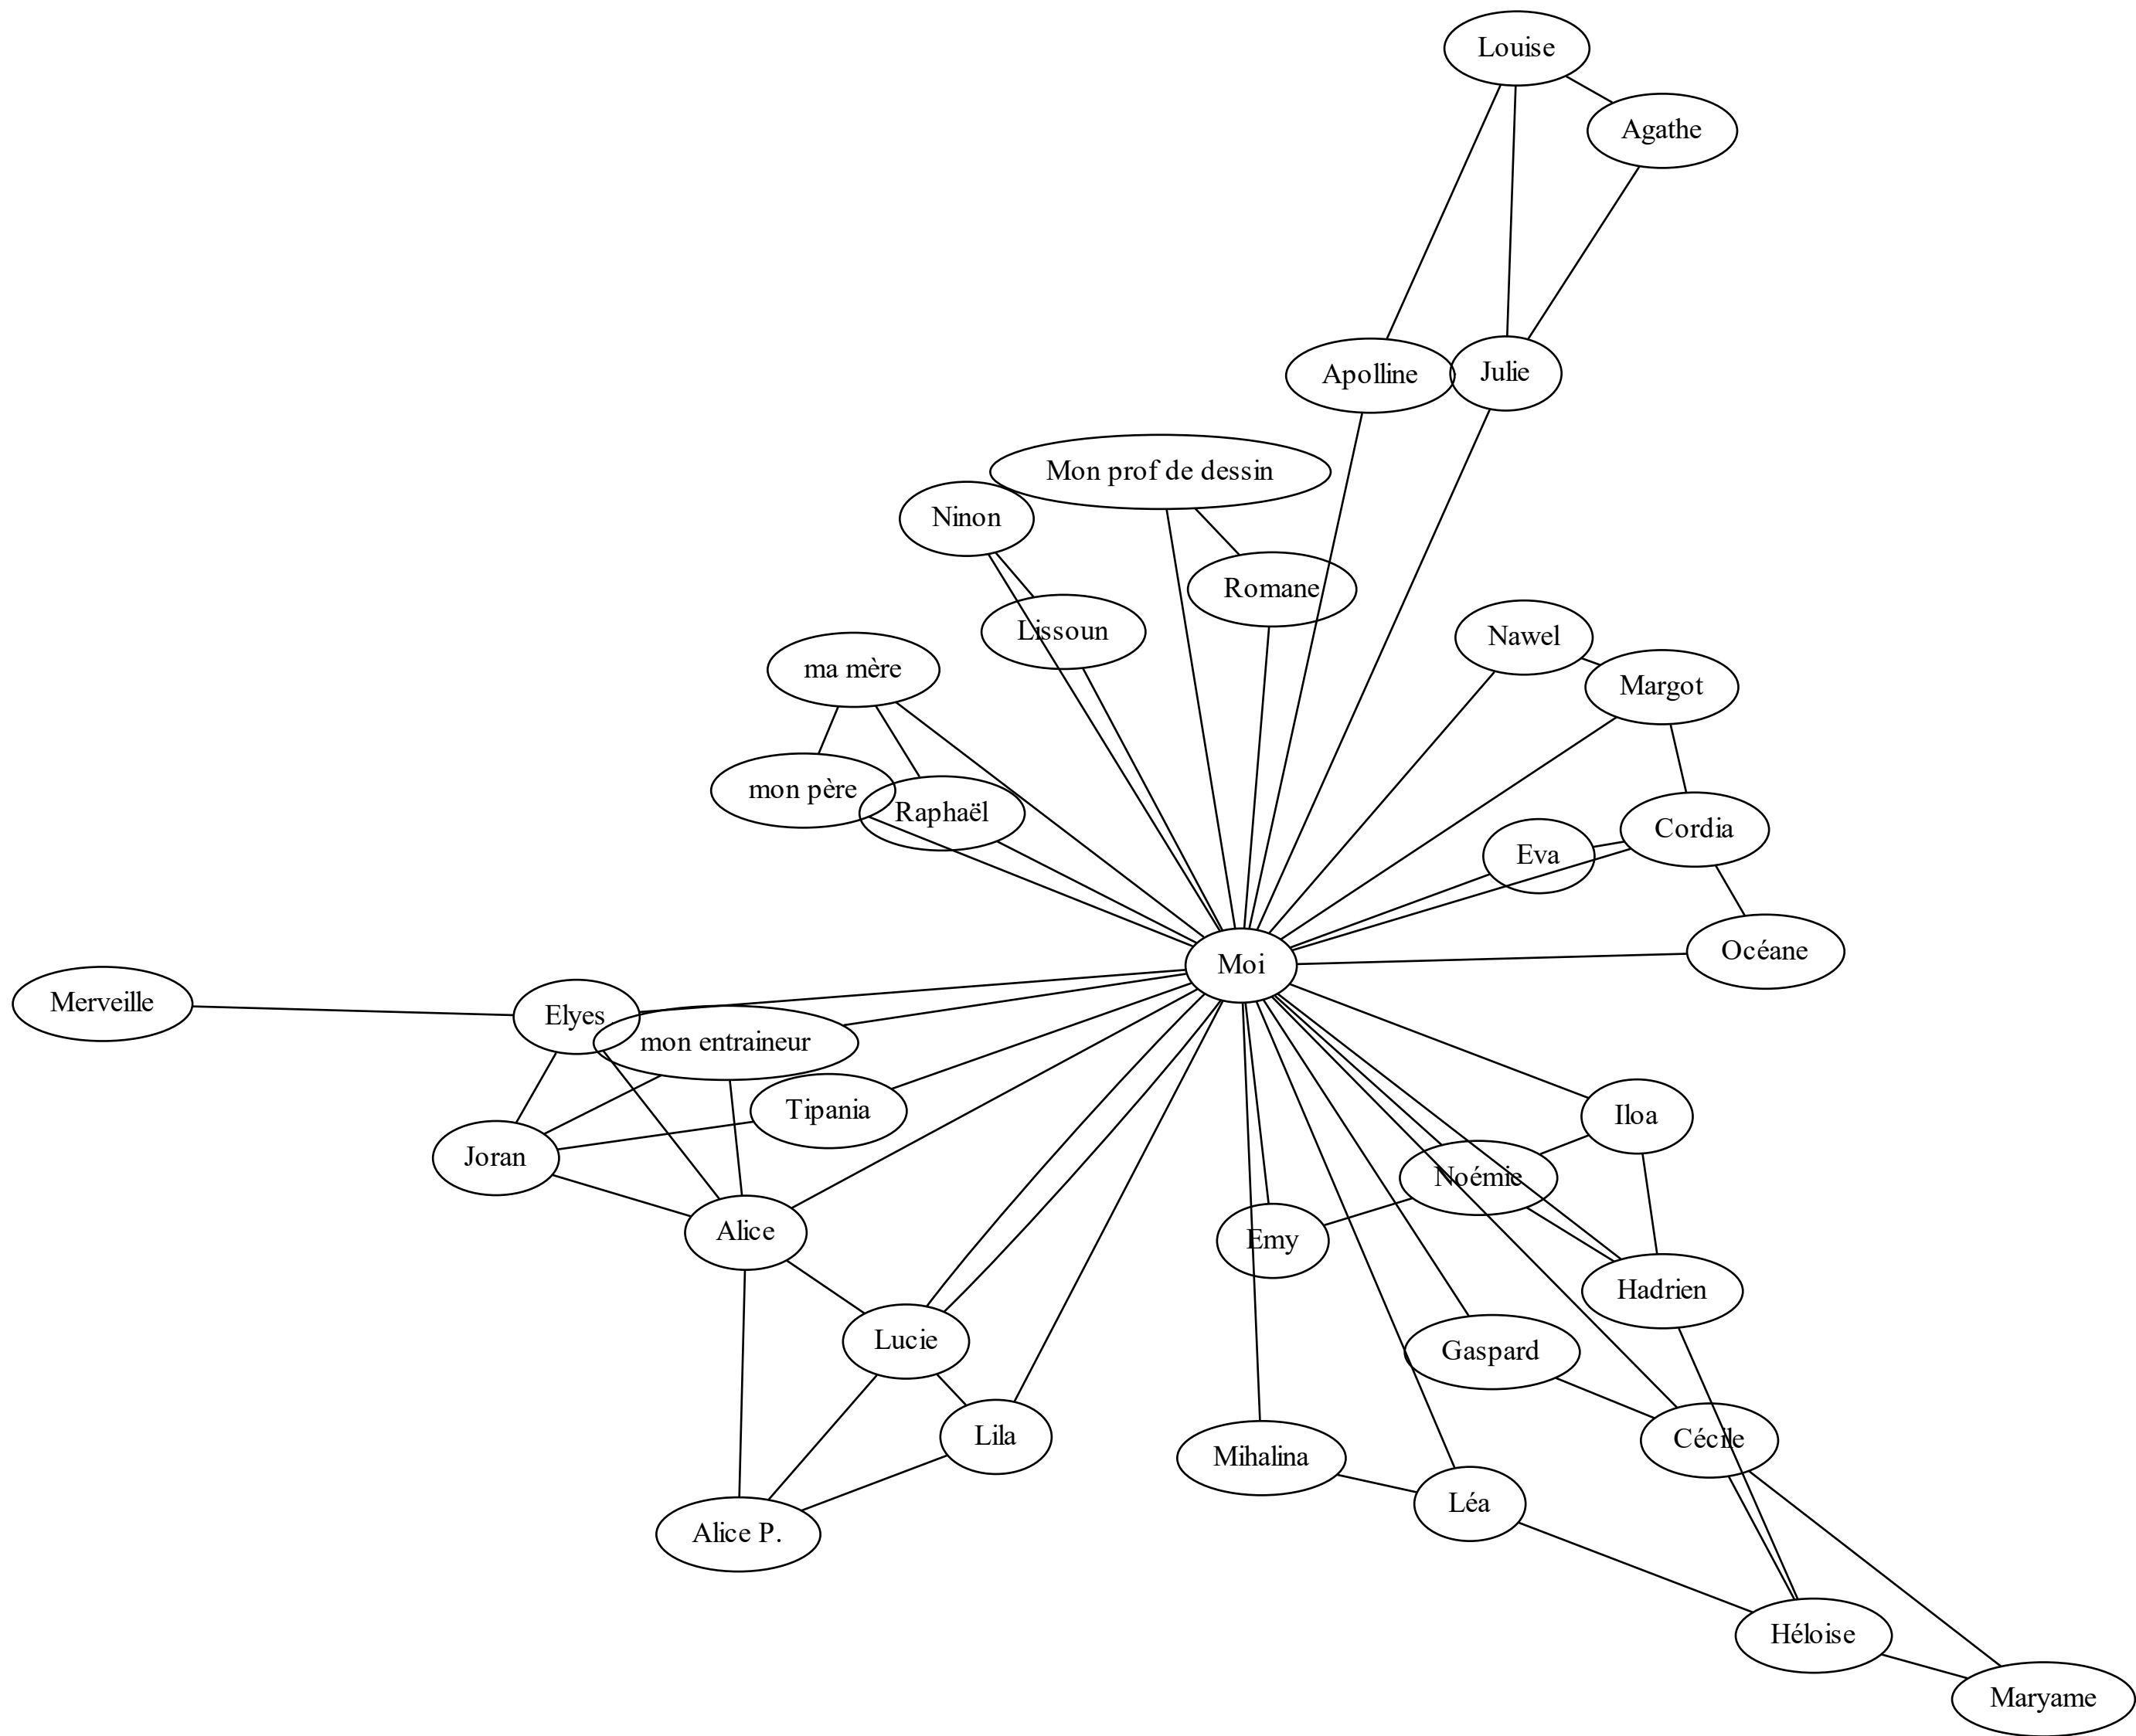 Louise
Agathe
Apolline
Julie
Mon prof de dessin
Ninon
Romane
Lissoun
Nawel
ma mère
Margot
mon père
Raphaël
Cordia
Eva
Océane
Moi
Merveille
Elyes
mon entraineur
Tipania
Iloa
Joran
Noémie
Alice
Emy
Hadrien
Lucie
Gaspard
Lila
Cécile
Mihalina
Léa
Alice P.
Héloise
Maryame